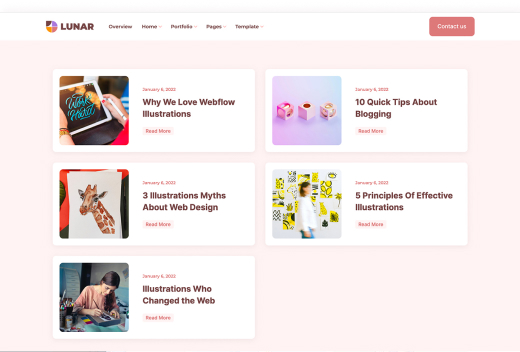 LUNAR
Overview Home Portfolio Pages Template
Contact us
January 6, 2022
Why We Love Webflow
Illustrations
Read More
January 6, 2022
10 Quick Tips About
Blogging
Read More
Work
Hard
January 6, 2022
3 Illustrations Myths
About Web Design
Read More
January 6, 2022
5 Principles Of Effective
Illustrations
Read More
January 6, 2022
Illustrations Who
Changed the Web
Read More